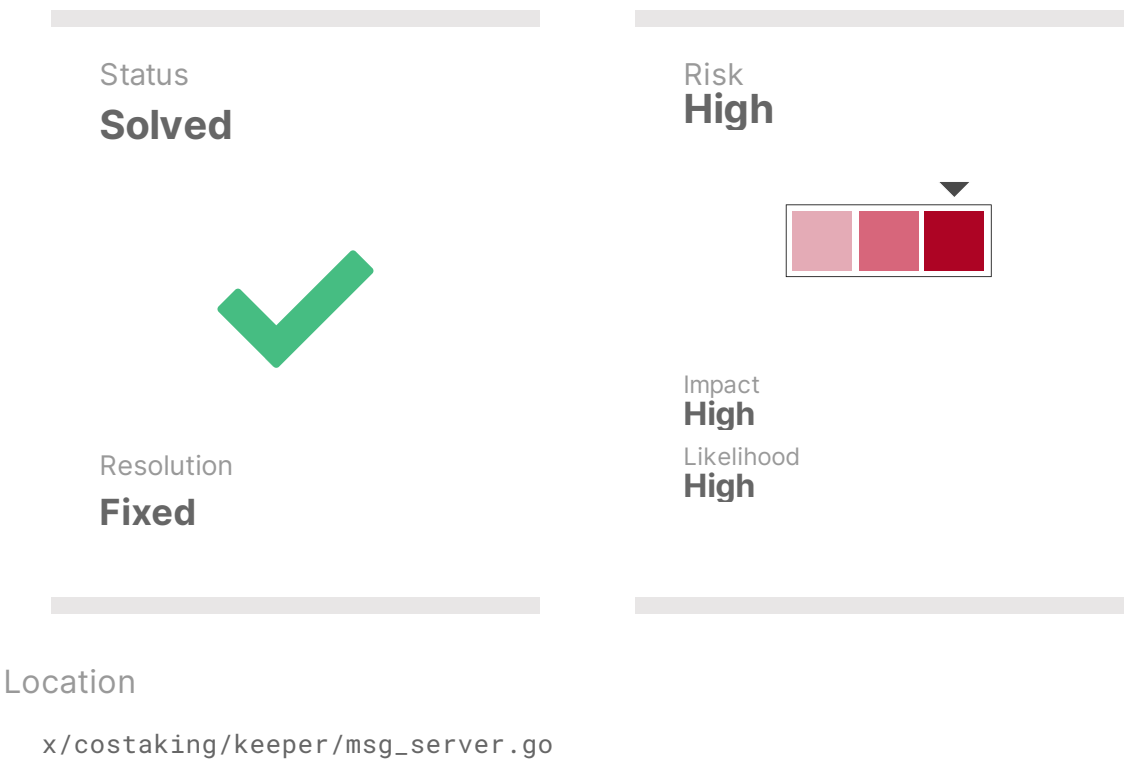 Status
Solved
Resolution
Fixed
Risk
High
Impact
High
Likelihood
High
Location
x/costaking/keeper/msg_server.go